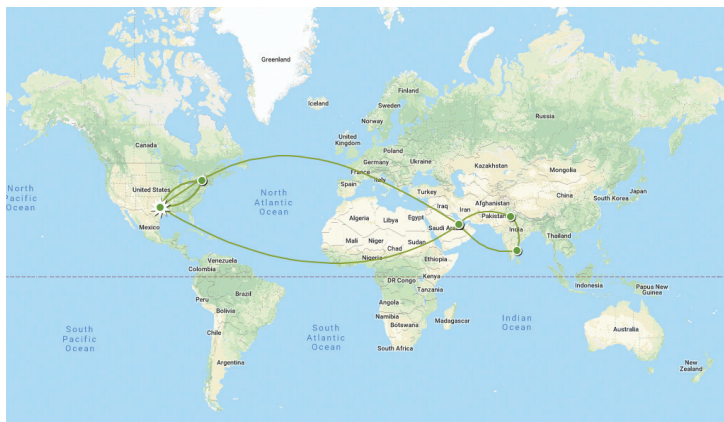 Greenland
Iceland
Finland
Sweden
Norway
Russia
Canada
United
Kingdom
Poland
Germany
Ukraine
France
Italy
Spain
Kazakhstan
Mongolia
Turkey
China
Japan
South Korea
United States
North
Pacific
Ocean
North
Atlantic
Ocean
Mexico
Algeria
Libya
Egypt
Iraq
Iran
Afghanistan
Pakistan
India
Saudi
Mali
Niger
Chad
Sudan
Nigeria
Ethiopia
Thailand
Venezuela
Colombia
DR Congo
Kenya
Tanzania
Indonesia
Papua New
Guinea
Peru
Brazil
Bolivia
Angola
Namibia
Botswana
Madagascar
Chile
South Africa
Argentina
South
Pacific
Ocean
South
Atlantic
Ocean
Indian
Ocean
Australia
New
Zealand